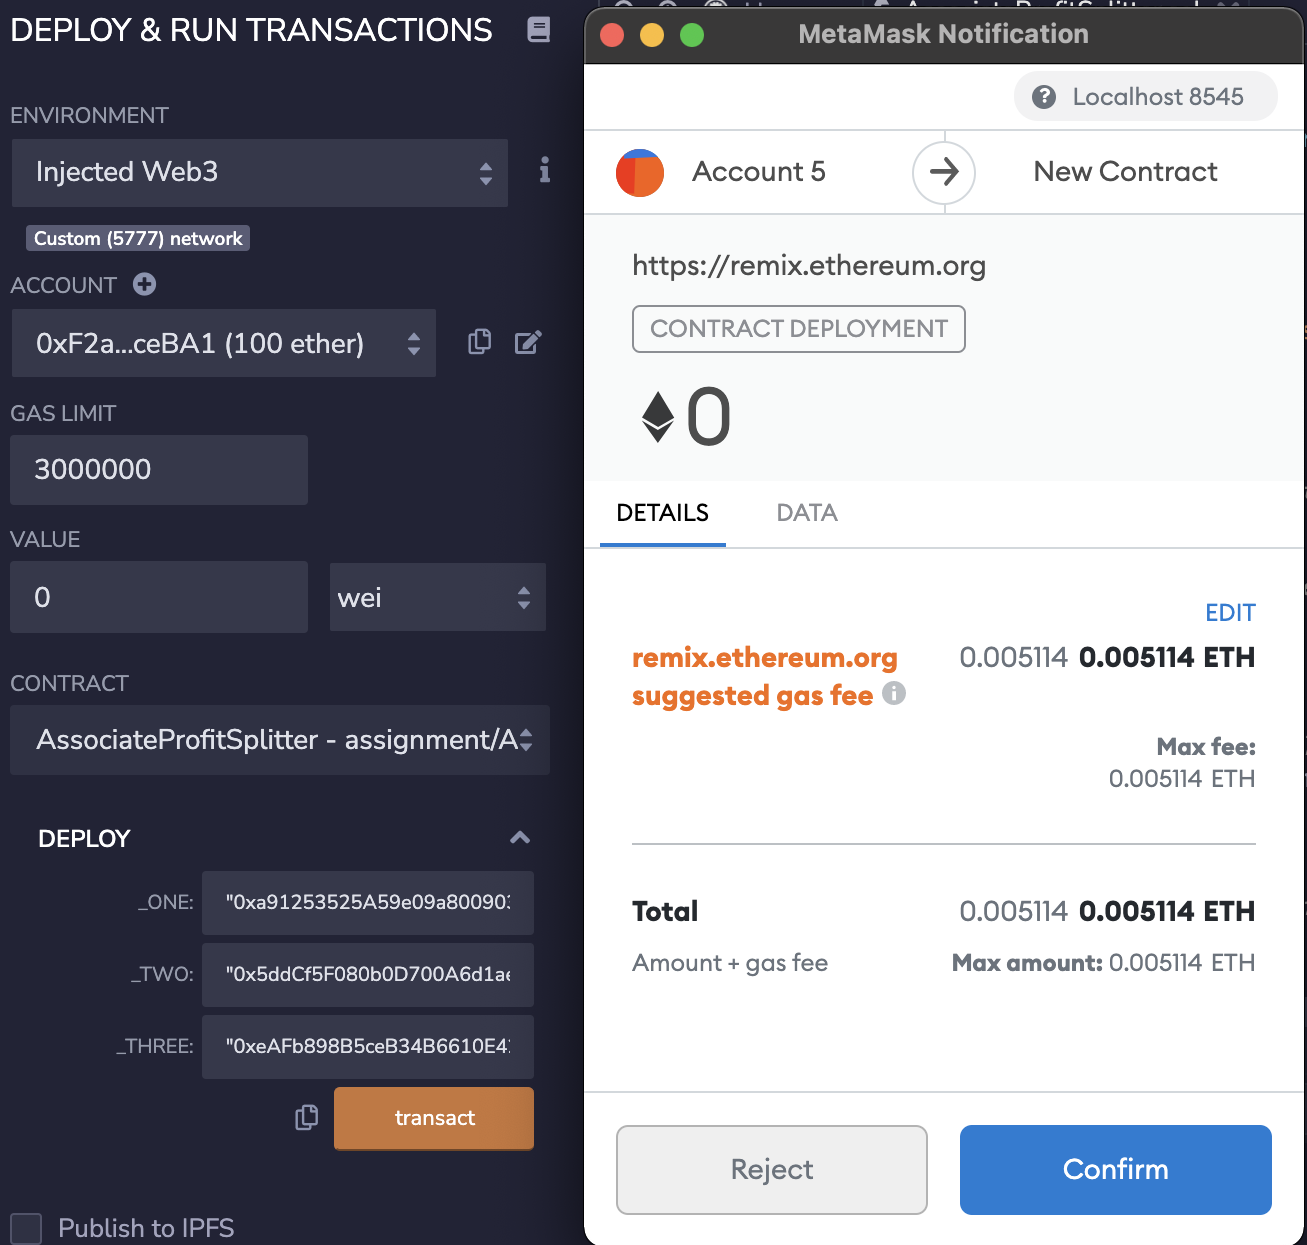 DEPLOY & RUN TRANSACTIONS
ENVIRONMENT
Injected Web3
Custom (5777) network
ACCOUNT
0xF2a...ceBA1 (100 ether)
GAS LIMIT
3000000
VALUE
0
wei
CONTRACT
AssociateProfitSplitter - assignment/A
DEPLOY
_ONE:
"0xa91253525A59e09a80090
_TWO:
"0x5ddCf5F080b0D700A6d1a
_THREE:
"0xeAFb898B5ceB34B6610E4
transact
Publish to IPFS
MetaMask Notification
Localhost 8545
Account 5
New Contract
https://remix.ethereum.org
CONTRACT DEPLOYMENT
0
DETAILS
DATA
EDIT
remix.ethereum.org
suggested gas fee
0.005114 0.005114 ETH
Max fee:
0.005114 ETH
Total
0.005114 0.005114 ETH
Amount + gas fee
Max amount: 0.005114 ETH
Reject
Confirm